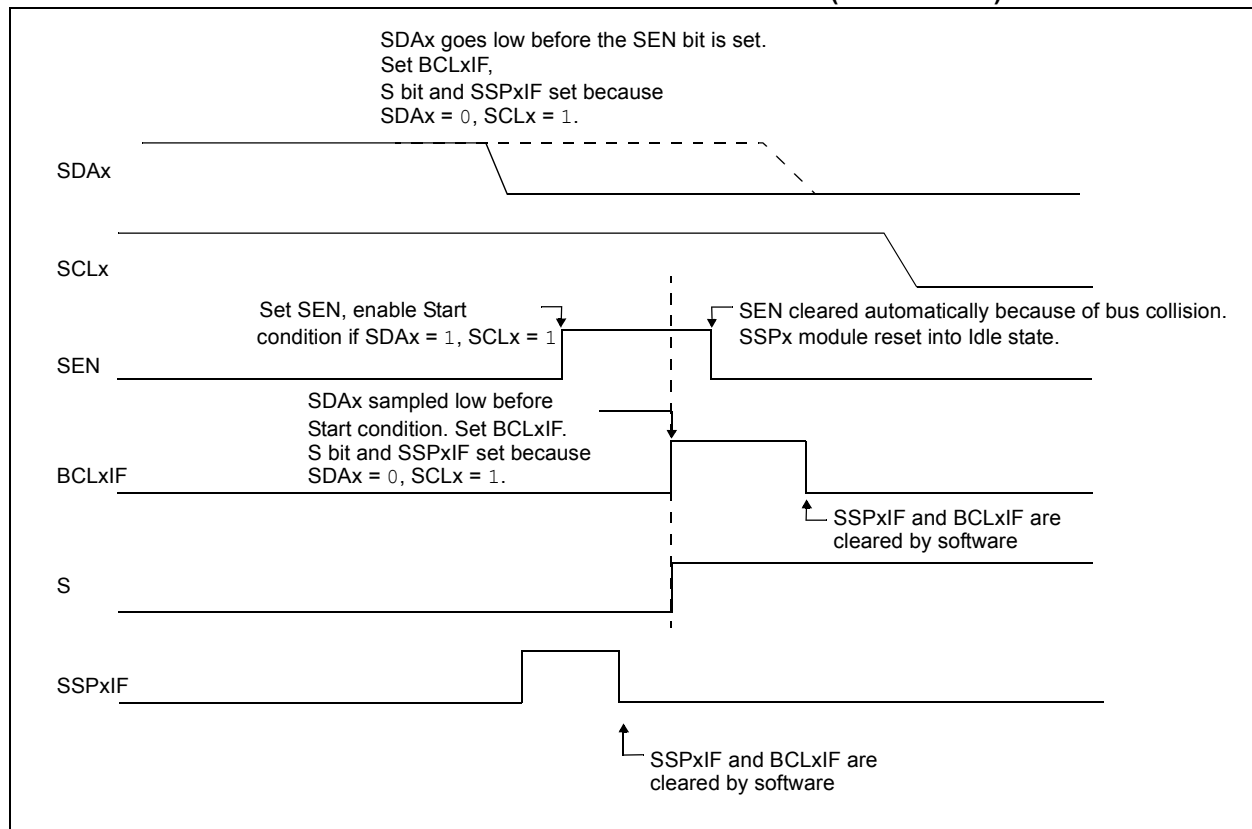 SDAx goes low before the SEN bit is set.
Set BCLxIF,
S bit and SSPxIF set because
SDAx = 0, SCLx = 1.
SDAx
SCLx
Set SEN, enable Start
condition if SDAx = 1, SCLx = 1
SEN cleared automatically because of bus collision.
SSPx module reset into Idle state.
SEN
SDAx sampled low before
Start condition. Set BCLxIF.
S bit and SSPxIF set because
SDAx = 0, SCLx = 1.
BCLxIF
SSPxIF and BCLxIF are
cleared by software
S
SSPxIF
SSPxIF and BCLxIF are
cleared by software